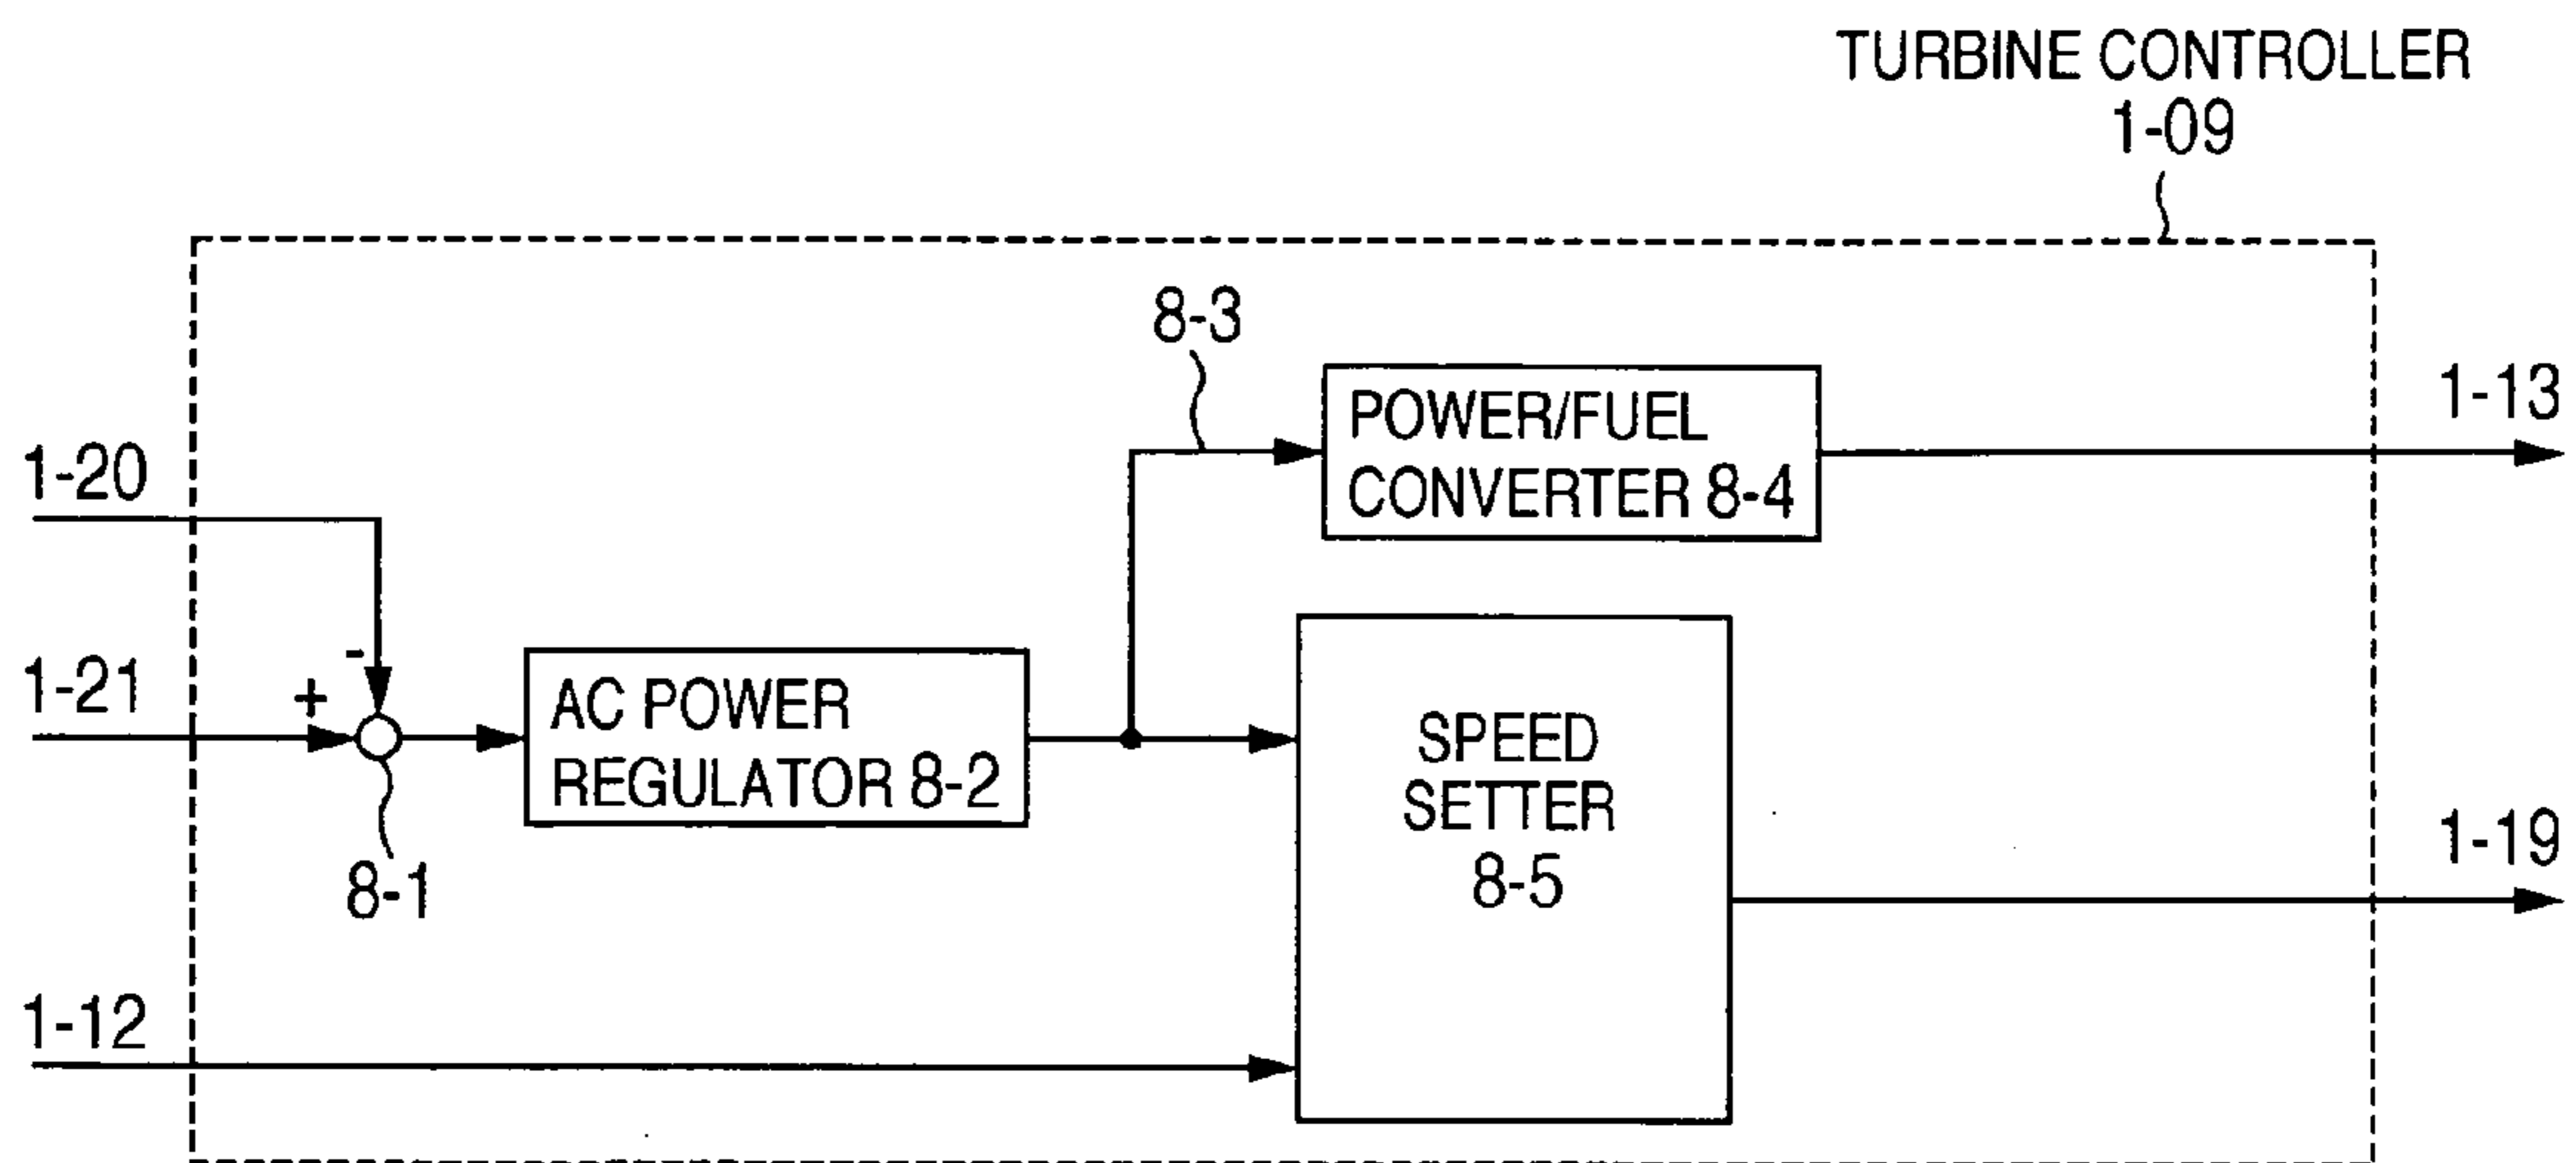 TURBINE CONTROLLER
1-09
8-3
POWER/FUEL
CONVERTER 8-4
1-13
1-20
-
1-21
+
AC POWER
REGULATOR 8-2
SPEED
SETTER
8-5
8-1
1-19
1-12